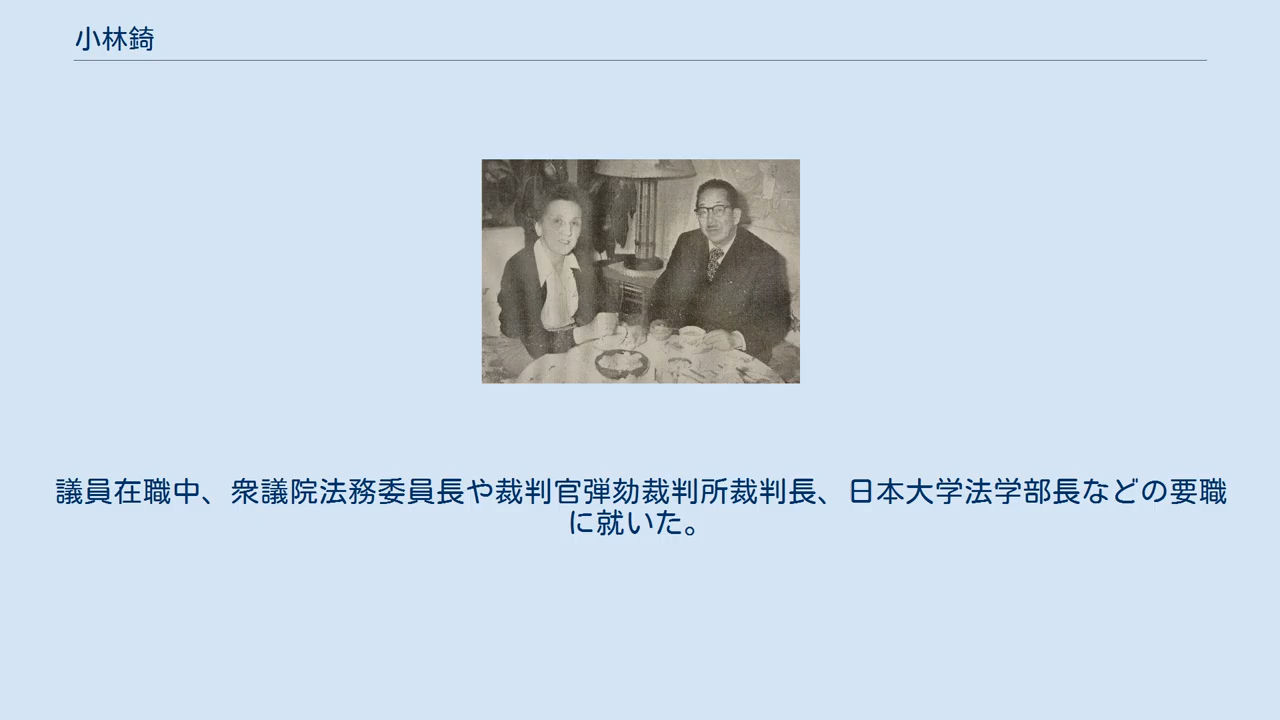 小林錡
議員在職中、衆議院法務委員長や裁判官弾劾裁判所裁判長、日本大学法学部長などの要職
に就いた。